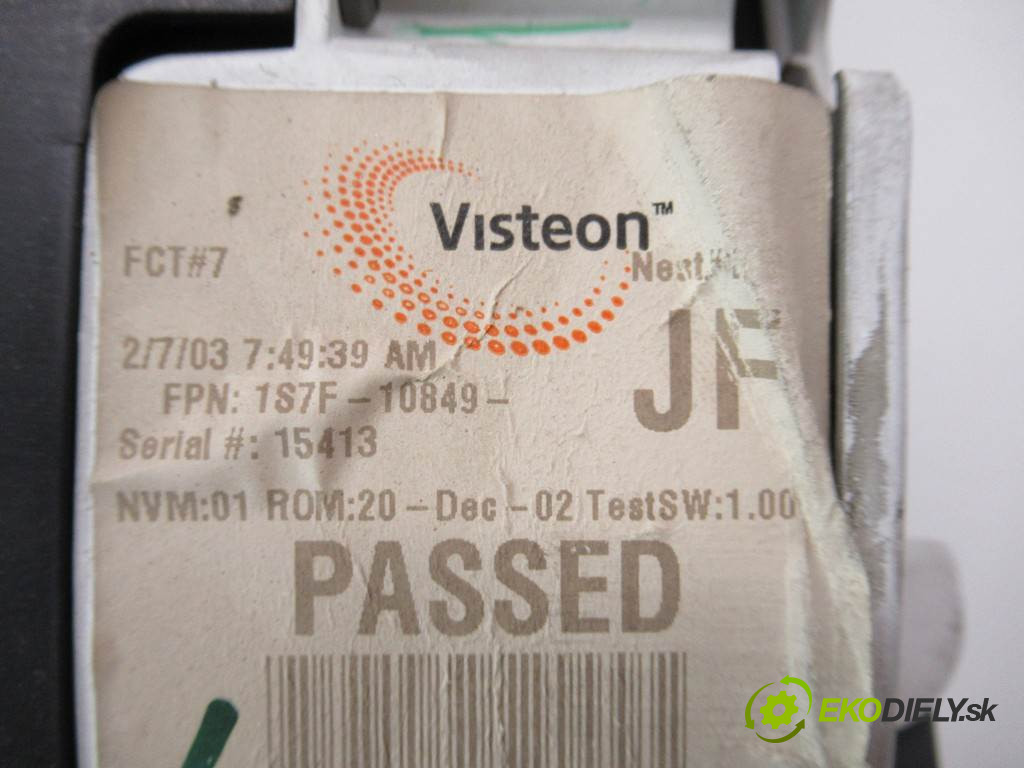 Visteon™
FCT#7
2/7/03 7:49:39 AM
JF
FPN: 1S7F-10849-
Serial #: 15413
NVM:01 ROM:20-Dec-02 TestSW:1.00
PASSED
EKODIELY.sk